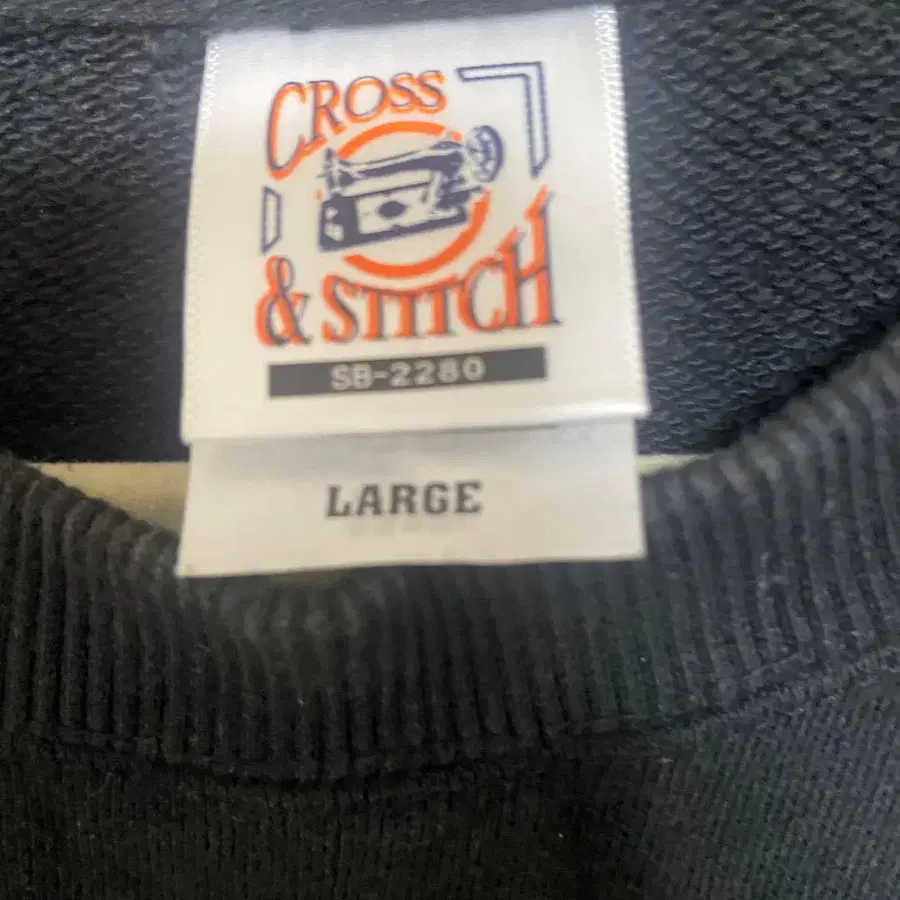 CROSS
& STITCH
SB-2280
LARGE